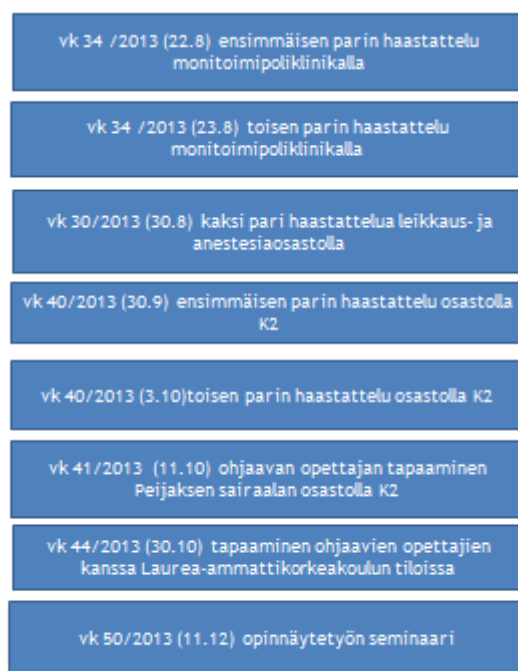 vk 34 /2013 (22.8) ensimmäisen parin haastattelu
monitoimipoliklinikalla
vk 34 /2013 (23.8) toisen parin haastattelu
monitoimipoliklinikalla
vk 30/2013 (30.8) kaksi pari haastattelua leikkaus- ja
anestesiaosastolla
vk 40/2013 (30.9) ensimmäisen parin haastattelu osastolla
K2
vk 40/2013 (3.10)toisen parin haastattelu osastolla K2
vk 41/2013 (11.10) ohjaavan opettajan tapaaminen
Peijaksen sairaalan osastolla K2
vk 44/2013 (30.10) tapaaminen ohjaavien opettajien
kanssa Laurea-ammattikorkeakoulun tiloissa
vk 50/2013 (11.12) opinnäytetyön seminaari